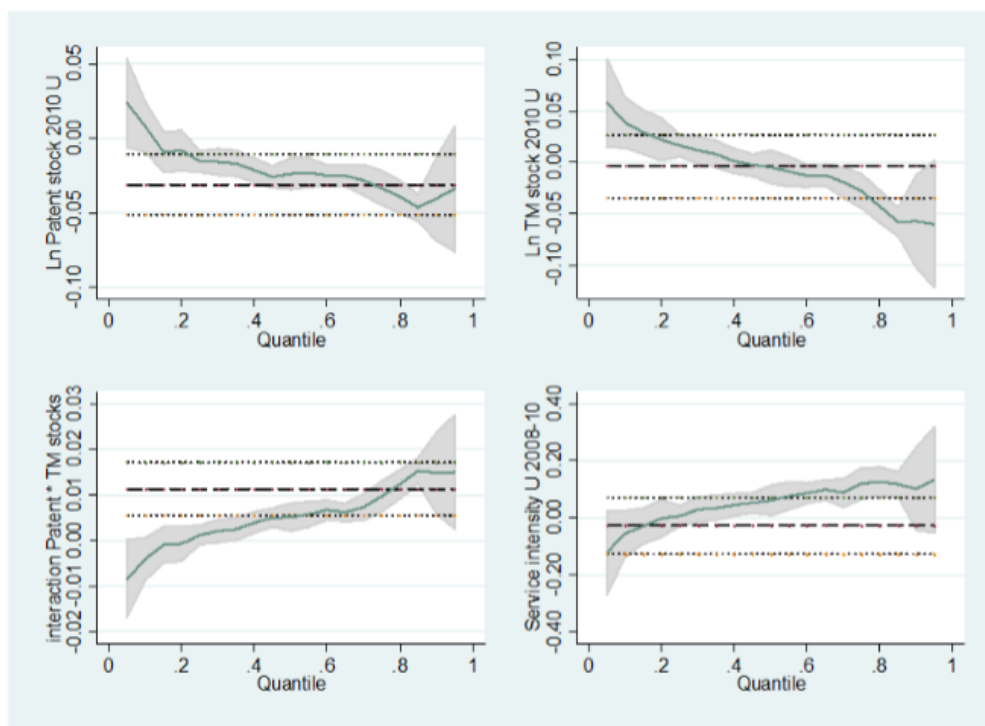 Ln Patent stock 2010 U
-0.10 -0.05 0.00 0.05
0 .2 .4 .6 .8 1
Quantile
Ln TM stock 2010 U
-0.10 -0.05 0.00 0.05 0.10
0 .2 .4 .6 .8 1
Quantile
interaction Patent * TM stocks
-0.02 -0.01 0.00 0.01 0.02 0.03
0 .2 .4 .6 .8 1
Quantile
Service intensity U 2008-10
-0.40 -0.20 0.00 0.20 0.40
0 .2 .4 .6 .8 1
Quantile